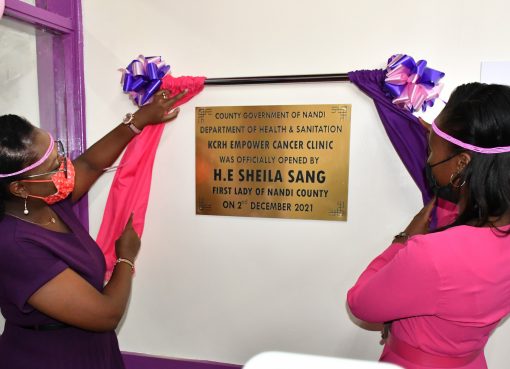 COUNTY GOVERNMENT OF NANDI
DEPARTMENT OF HEALTH & SANITATION
KCRH EMPOWER CANCER CLINIC
WAS OFFICIALLY OPENED BY
H.E SHEILA SANG
FIRST LADY OF NANDI COUNTY
ON 2ND DECEMBER 2021